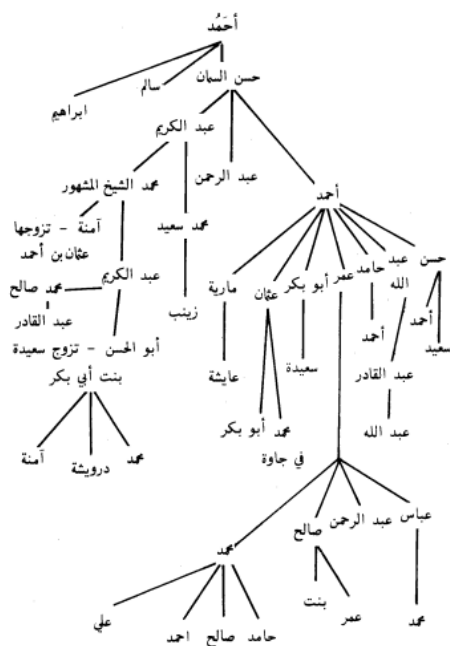 أحمد
ابراهيم سالم حسن السمان
عبد الكريم عبد الرحمن أحمد
محمد الشيخ المشهور محمد سعيد
آمنة - تزوجها
عثمان بن أحمد
عبد الكريم
محمد صالح
عبد القادر
زينب
أبو الحسن - تزوج سعيدة
بنت أبي بكر
آمنة درويشة محمد
حسن عبد الله حامد عمر أبو بكر عثمان مارية
سعيد أحمد
عبد القادر
عبد الله
أحمد
سعيدة
محمد أبو بكر
في جاوة
عايشة
عباس عبد الرحمن صالح محمد
محمد
عمر بنت
حامد صالح احمد علي